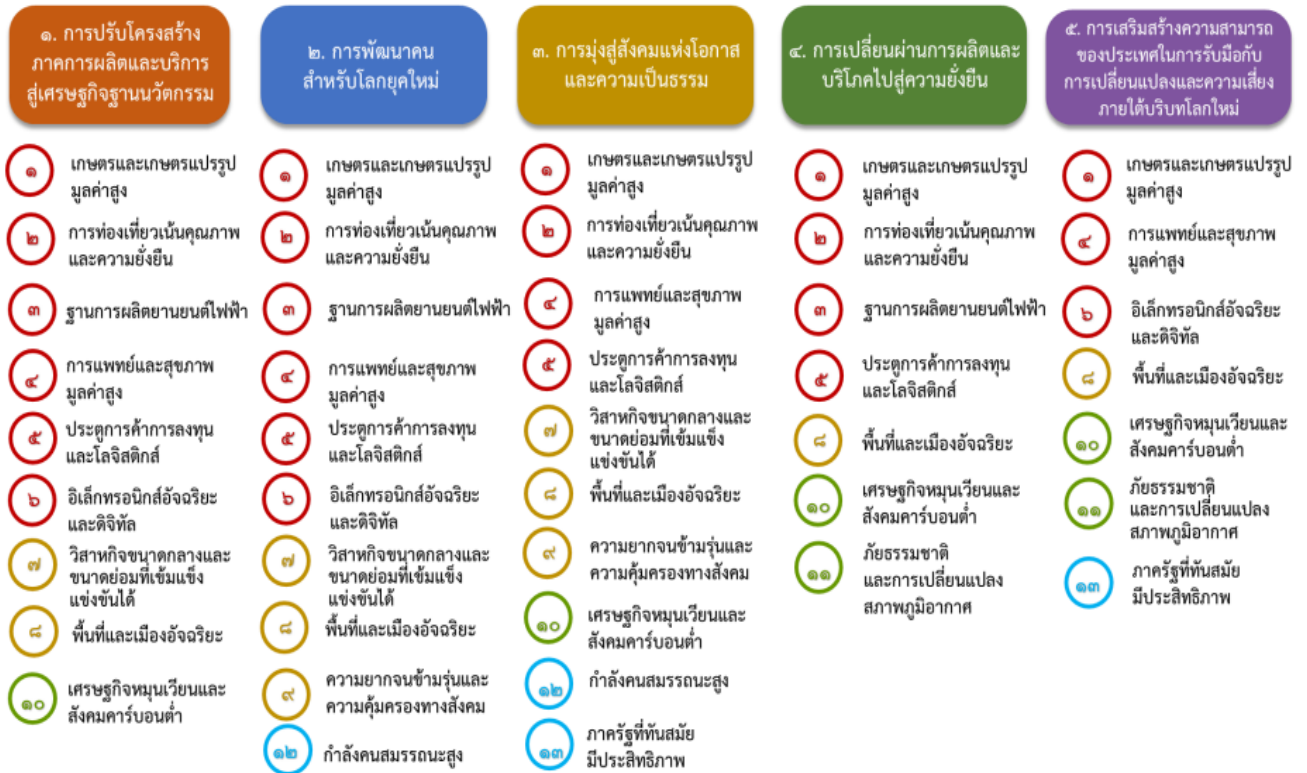 ๑. การปรับโครงสร้าง
ภาคการผลิตและบริการ
สู่เศรษฐกิจฐานนวัตกรรม
๑
เกษตรและเกษตรแปรรูป
มูลค่าสูง
๒
การท่องเที่ยวเน้นคุณภาพ
และความยั่งยืน
๓
ฐานการผลิตยานยนต์ไฟฟ้า
๔
การแพทย์และสุขภาพ
มูลค่าสูง
๕
ประตูการค้าการลงทุน
และโลจิสติกส์
๖
อิเล็กทรอนิกส์อัจฉริยะ
และดิจิทัล
๗
วิสาหกิจขนาดกลางและ
ขนาดย่อมที่เข้มแข็ง
แข่งขันได้
๘
พื้นที่และเมืองอัจฉริยะ
๑๐
เศรษฐกิจหมุนเวียนและ
สังคมคาร์บอนต่ำ
๒. การพัฒนาคน
สำหรับโลกยุคใหม่
๑
เกษตรและเกษตรแปรรูป
มูลค่าสูง
๒
การท่องเที่ยวเน้นคุณภาพ
และความยั่งยืน
๓
ฐานการผลิตยานยนต์ไฟฟ้า
๔
การแพทย์และสุขภาพ
มูลค่าสูง
๕
ประตูการค้าการลงทุน
และโลจิสติกส์
๖
อิเล็กทรอนิกส์อัจฉริยะ
และดิจิทัล
๗
วิสาหกิจขนาดกลางและ
ขนาดย่อมที่เข้มแข็ง
แข่งขันได้
๘
พื้นที่และเมืองอัจฉริยะ
๙
ความยากจนข้ามรุ่นและ
ความคุ้มครองทางสังคม
๑๒
กำลังคนสมรรถนะสูง
๓. การมุ่งสู่สังคมแห่งโอกาส
และความเป็นธรรม
๑
เกษตรและเกษตรแปรรูป
มูลค่าสูง
๒
การท่องเที่ยวเน้นคุณภาพ
และความยั่งยืน
๔
การแพทย์และสุขภาพ
มูลค่าสูง
๕
ประตูการค้าการลงทุน
และโลจิสติกส์
๗
วิสาหกิจขนาดกลางและ
ขนาดย่อมที่เข้มแข็ง
แข่งขันได้
๘
พื้นที่และเมืองอัจฉริยะ
๙
ความยากจนข้ามรุ่นและ
ความคุ้มครองทางสังคม
๑๐
เศรษฐกิจหมุนเวียนและ
สังคมคาร์บอนต่ำ
๑๒
กำลังคนสมรรถนะสูง
๑๓
ภาครัฐที่ทันสมัย
มีประสิทธิภาพ
๔. การเปลี่ยนผ่านการผลิตและ
บริโภคไปสู่ความยั่งยืน
๑
เกษตรและเกษตรแปรรูป
มูลค่าสูง
๒
การท่องเที่ยวเน้นคุณภาพ
และความยั่งยืน
๓
ฐานการผลิตยานยนต์ไฟฟ้า
๕
ประตูการค้าการลงทุน
และโลจิสติกส์
๘
พื้นที่และเมืองอัจฉริยะ
๑๐
เศรษฐกิจหมุนเวียนและ
สังคมคาร์บอนต่ำ
๑๑
ภัยธรรมชาติ
และการเปลี่ยนแปลง
สภาพภูมิอากาศ
๕. การเสริมสร้างความสามารถ
ของประเทศในการรับมือกับ
การเปลี่ยนแปลงและความเสี่ยง
ภายใต้บริบทโลกใหม่
๑
เกษตรและเกษตรแปรรูป
มูลค่าสูง
๔
การแพทย์และสุขภาพ
มูลค่าสูง
๖
อิเล็กทรอนิกส์อัจฉริยะ
และดิจิทัล
๘
พื้นที่และเมืองอัจฉริยะ
๑๐
เศรษฐกิจหมุนเวียนและ
สังคมคาร์บอนต่ำ
๑๑
ภัยธรรมชาติ
และการเปลี่ยนแปลง
สภาพภูมิอากาศ
๑๓
ภาครัฐที่ทันสมัย
มีประสิทธิภาพ